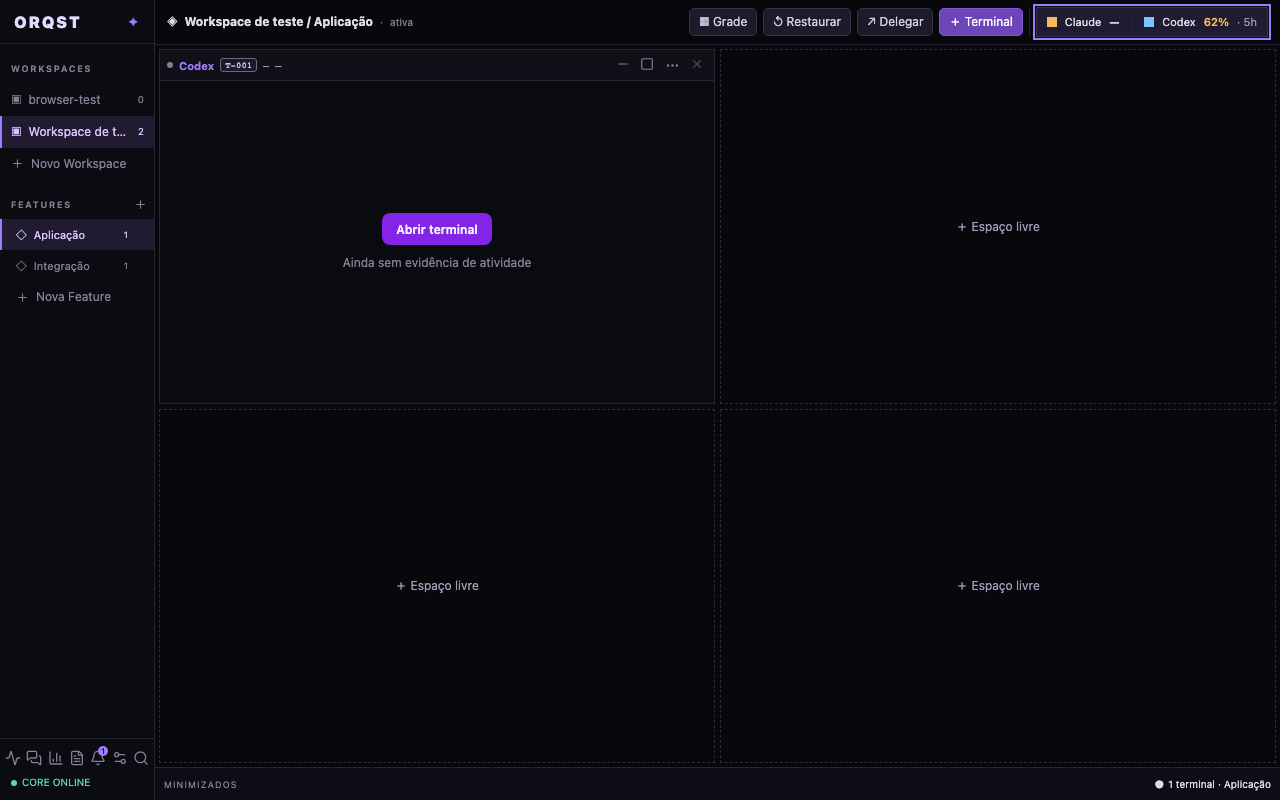 ORQST
WORKSPACES
browser-test 0
Workspace de t... 2
+ Novo Workspace
FEATURES +
Aplicação 1
Integração 1
+ Nova Feature
1
CORE ONLINE
Workspace de teste / Aplicação · ativa
Grade
Restaurar
Delegar
+ Terminal
Claude —
Codex 62% · 5h
Codex T-001 — —
Abrir terminal
Ainda sem evidência de atividade
+ Espaço livre
+ Espaço livre
+ Espaço livre
MINIMIZADOS
1 terminal · Aplicação